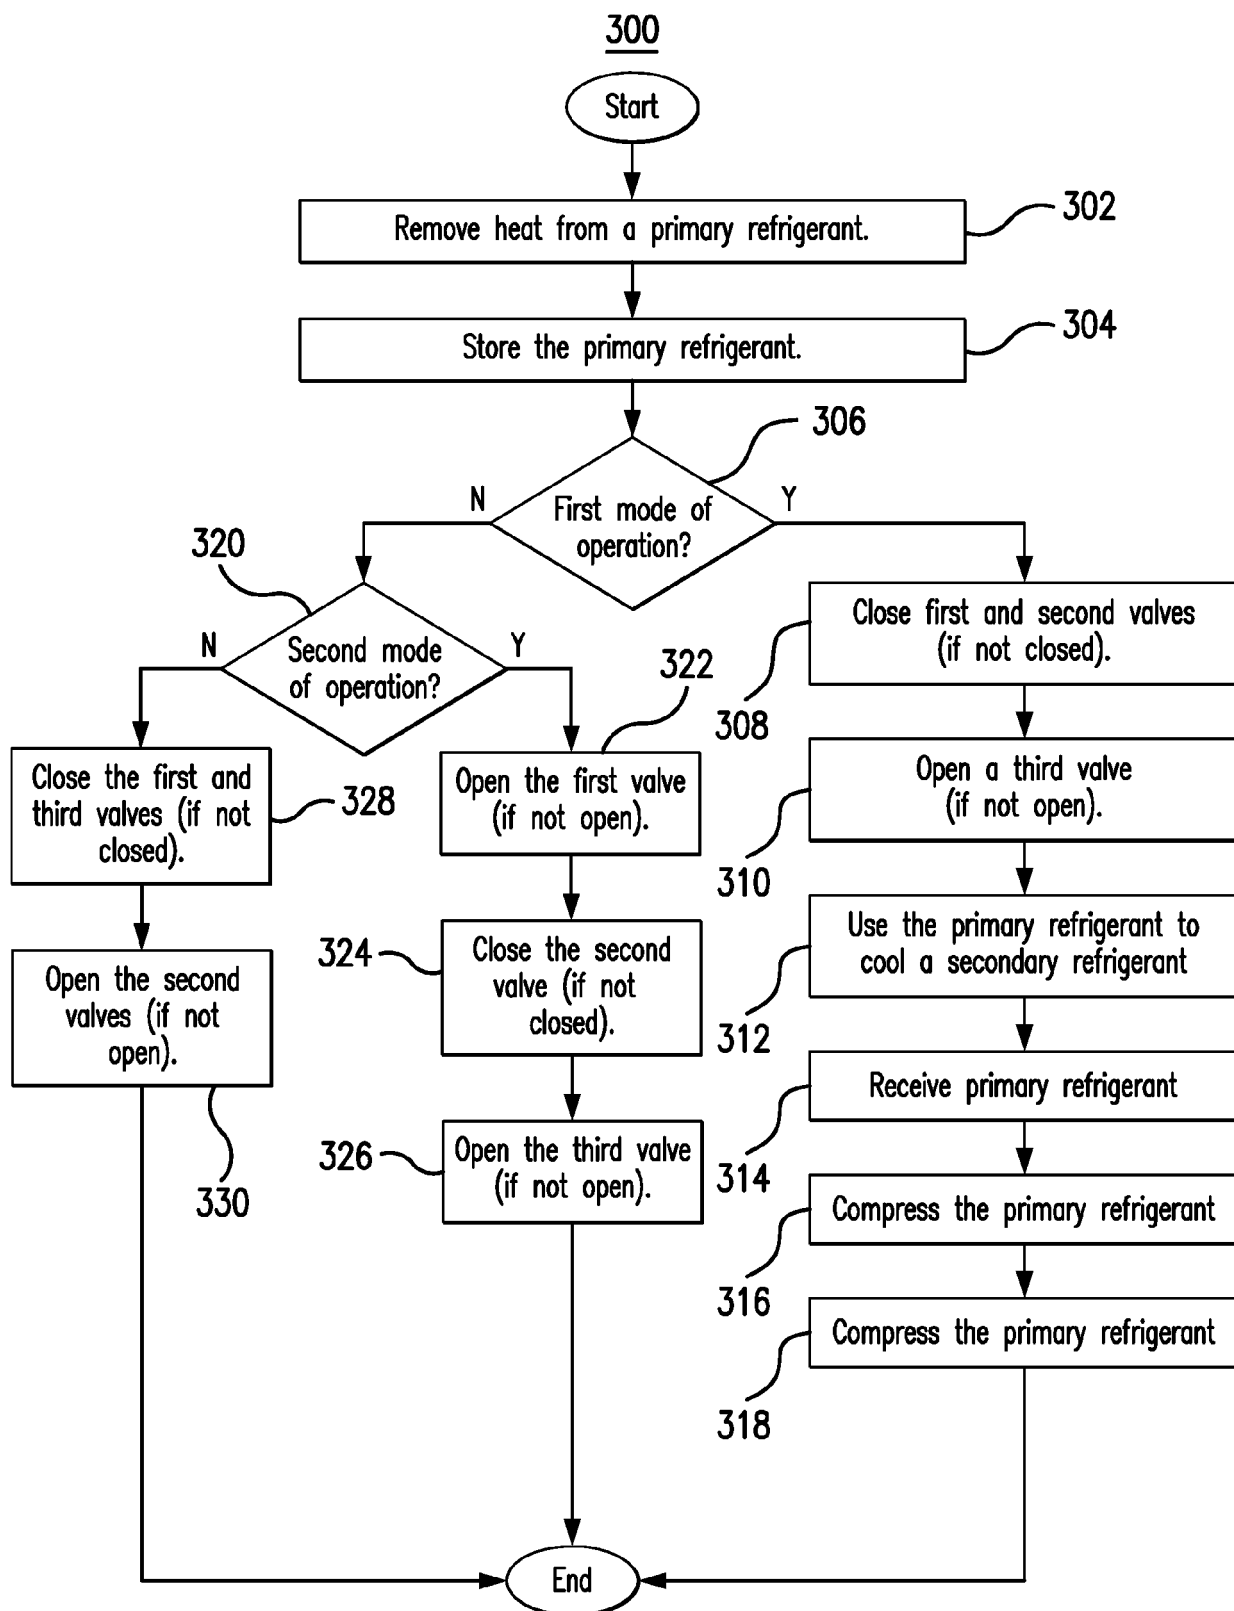 300
Start
Remove heat from a primary refrigerant.
302
Store the primary refrigerant.
304
306
First mode of
operation?
N
Y
320
Second mode
of operation?
N
Y
Close first and second valves
(if not closed).
308
Open a third valve
(if not open).
310
Use the primary refrigerant to
cool a secondary refrigerant
312
Receive primary refrigerant
314
Compress the primary refrigerant
316
Compress the primary refrigerant
318
322
Open the first valve
(if not open).
324
Close the second
valve (if not
closed).
326
Open the third valve
(if not open).
Close the first and
third valves (if not
closed).
328
Open the second
valves (if not
open).
330
End